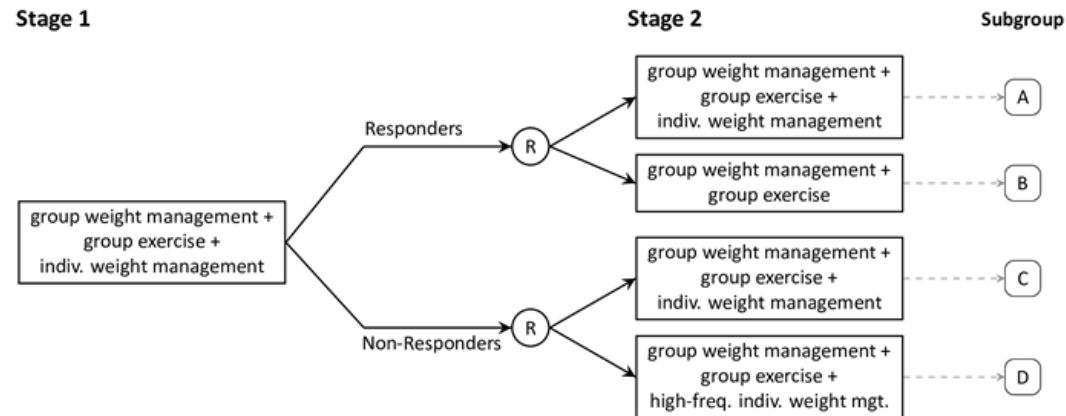 Stage 1
Stage 2
Subgroup
group weight management +
group exercise +
indiv. weight management
Responders
R
group weight management +
group exercise +
indiv. weight management
A
group weight management +
group exercise
B
Non-Responders
R
group weight management +
group exercise +
indiv. weight management
C
group weight management +
group exercise +
high-freq. indiv. weight mgt.
D